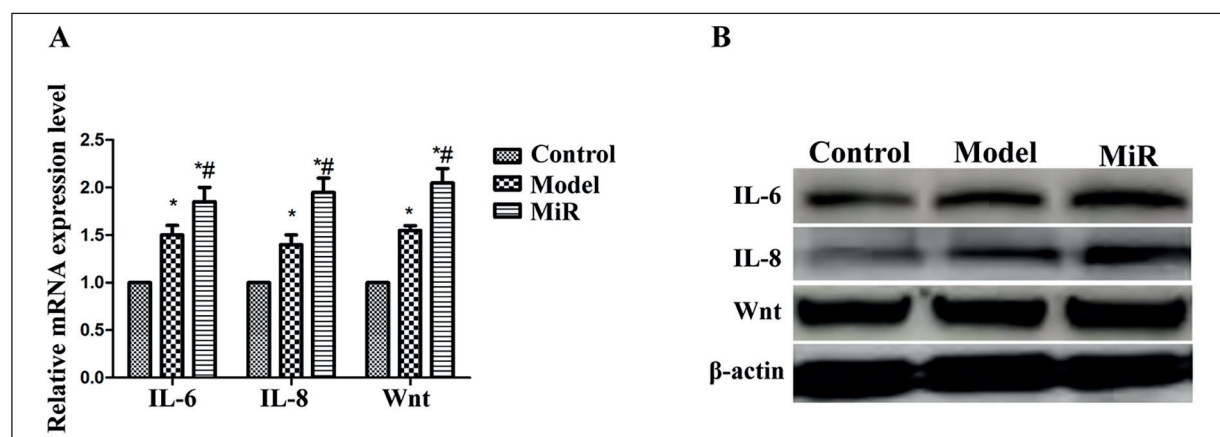 A
Relative mRNA expression level
2.5
2.0
1.5
1.0
0.5
0.0
*
*#
*
*#
*
*#
IL-6
IL-8
Wnt
Control
Model
MiR
B
Control Model MiR
IL-6
IL-8
Wnt
β-actin